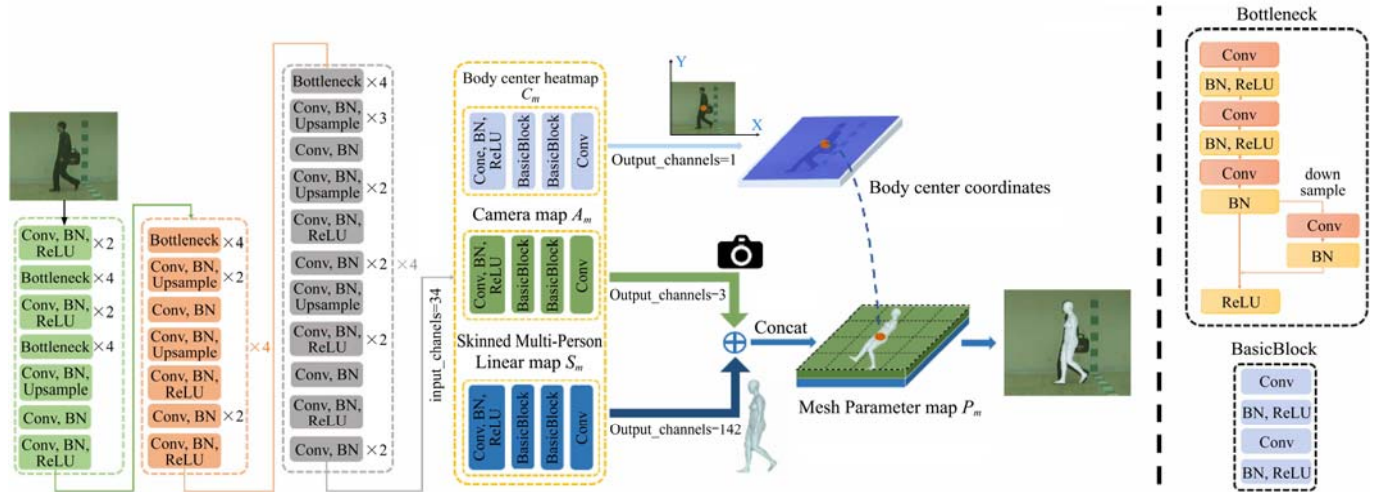 Conv, BN,
ReLU ×2
Bottleneck ×4
Conv, BN,
ReLU ×2
Bottleneck ×4
Conv, BN,
Upsample
Conv, BN
Conv, BN,
ReLU
Bottleneck ×4
Conv, BN,
Upsample ×2
Conv, BN
Conv, BN,
Upsample
Conv, BN,
ReLU
Conv, BN ×2
Conv, BN,
ReLU
×4
Bottleneck ×4
Conv, BN,
Upsample ×3
Conv, BN
Conv, BN,
Upsample ×2
Conv, BN,
ReLU
Conv, BN ×2
Conv, BN,
Upsample
Conv, BN,
ReLU ×2
Conv, BN
Conv, BN,
ReLU
Conv, BN ×2
×4
input_chanels=34
Body center heatmap
Cm
Cone, BN,
ReLU
BasicBlock
BasicBlock
Conv
Camera map Am
Conv, BN,
ReLU
BasicBlock
BasicBlock
Conv
Skinned Multi-Person
Linear map Sm
Conv, BN,
ReLU
BasicBlock
BasicBlock
Conv
Output_channels=1
Output_channels=3
Output_channels=142
Y
X
Body center coordinates
Concat
Mesh Parameter map Pm
Bottleneck
Conv
BN, ReLU
Conv
BN, ReLU
Conv
BN
down
sample
Conv
BN
ReLU
BasicBlock
Conv
BN, ReLU
Conv
BN, ReLU